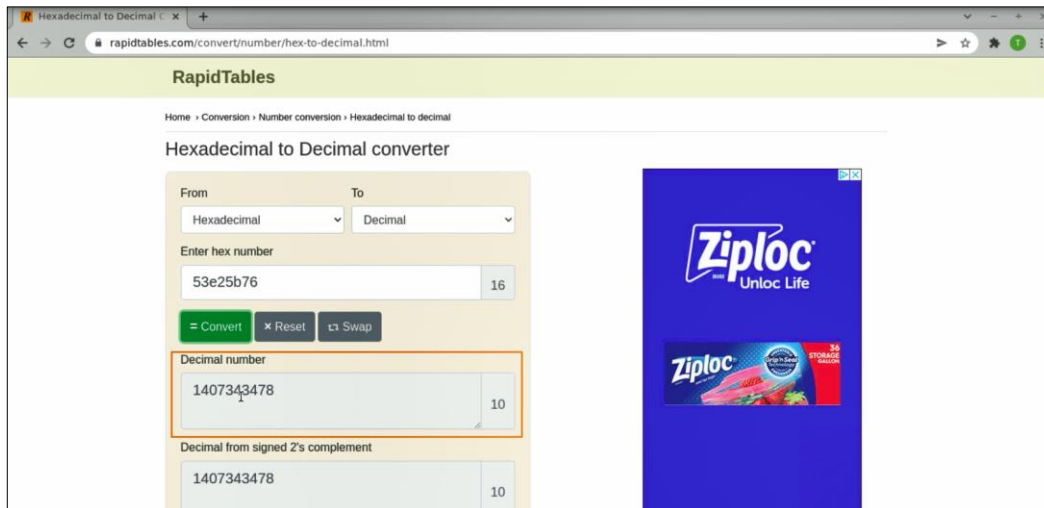 Hexadecimal to Decimal C
rapidtables.com/convert/number/hex-to-decimal.html
T
RapidTables
Home › Conversion › Number conversion › Hexadecimal to decimal
Hexadecimal to Decimal converter
From To
Hexadecimal Decimal
Enter hex number
53e25b76 16
= Convert × Reset Swap
Decimal number
1407343478 10
Decimal from signed 2's complement
1407343478 10
Ziploc
Unloc Life
Ziploc
Grip'n Seal
36
STORAGE
GALLON